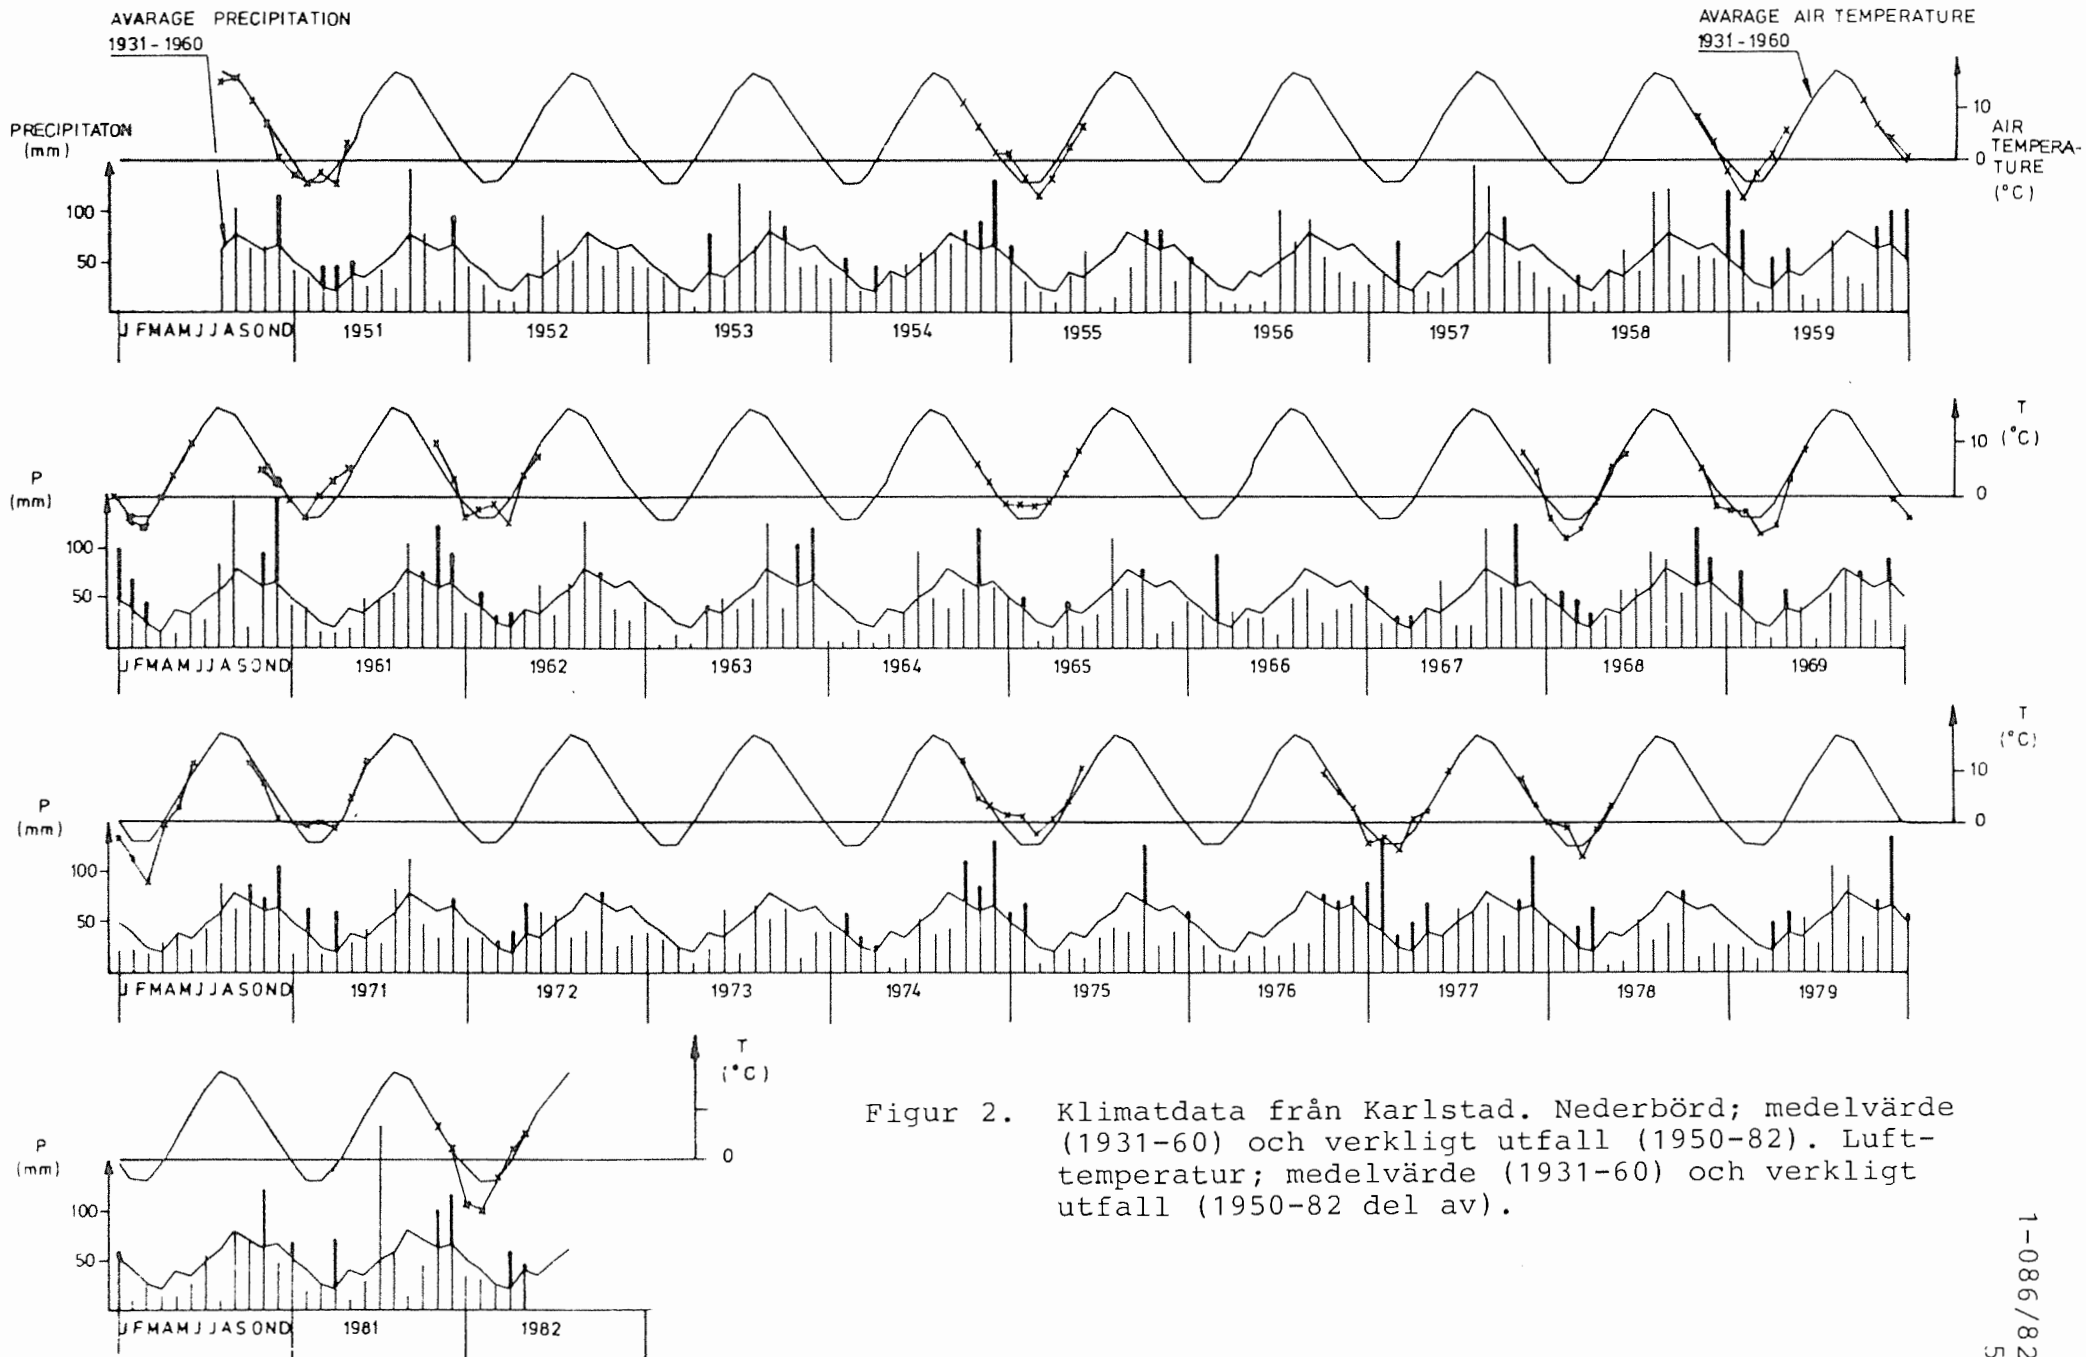 AVARAGE PRECIPITATION
1931-1960
AVARAGE AIR TEMPERATURE
1931-1960
PRECIPITATON
(mm)
100
50
10
0
AIR
TEMPERA-
TURE
(°C)
J F M A M J J A S O N D
1951
1952
1953
1954
1955
1956
1957
1958
1959
P
(mm)
100
50
T
(°C)
10
0
J F M A M J J A S O N D
1961
1962
1963
1964
1965
1966
1967
1968
1969
P
(mm)
100
50
T
(°C)
10
0
J F M A M J J A S O N D
1971
1972
1973
1974
1975
1976
1977
1978
1979
P
(mm)
100
50
T
(°C)
0
J F M A M J J A S O N D
1981
1982
Figur 2. Klimatdata från Karlstad. Nederbörd; medelvärde
(1931-60) och verkligt utfall (1950-82). Luft-
temperatur; medelvärde (1931-60) och verkligt
utfall (1950-82 del av).
1-086/82
5